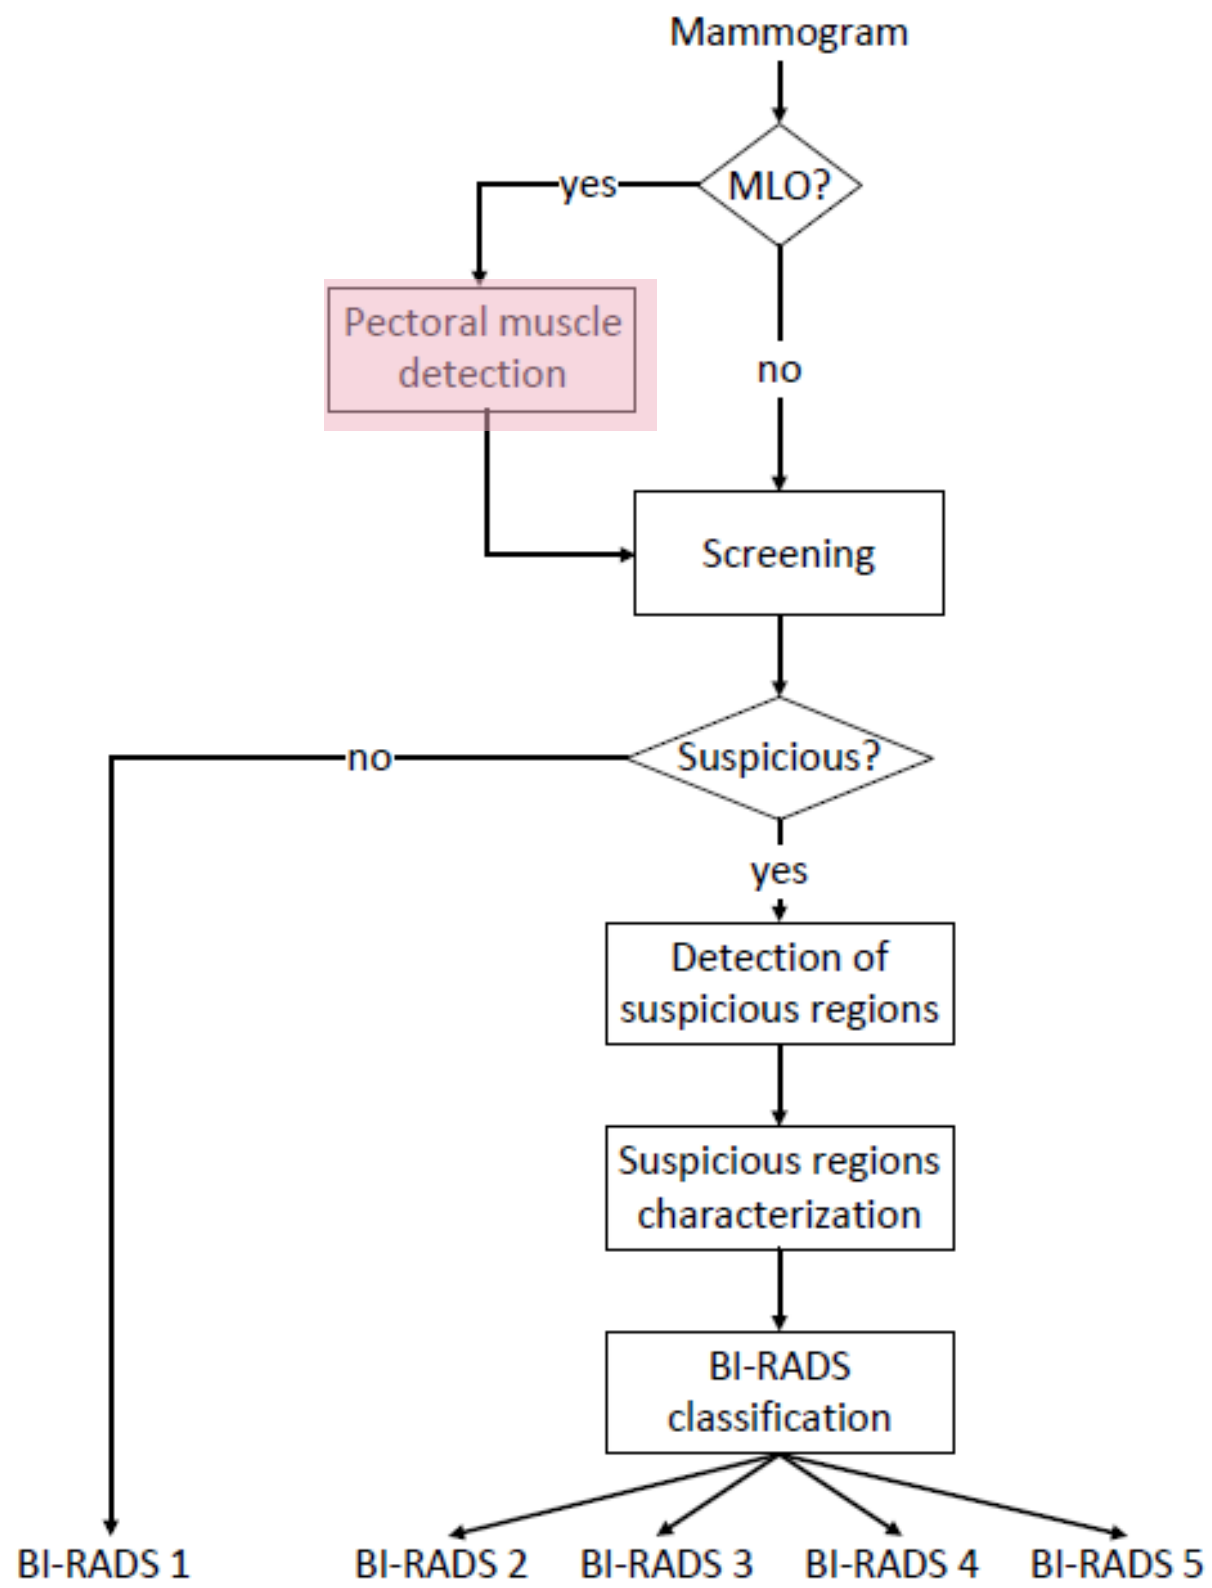 Mammogram
MLO?
yes
Pectoral muscle
detection
no
Screening
Suspicious?
no
yes
Detection of
suspicious regions
Suspicious regions
characterization
BI-RADS
classification
BI-RADS 1
BI-RADS 2
BI-RADS 3
BI-RADS 4
BI-RADS 5